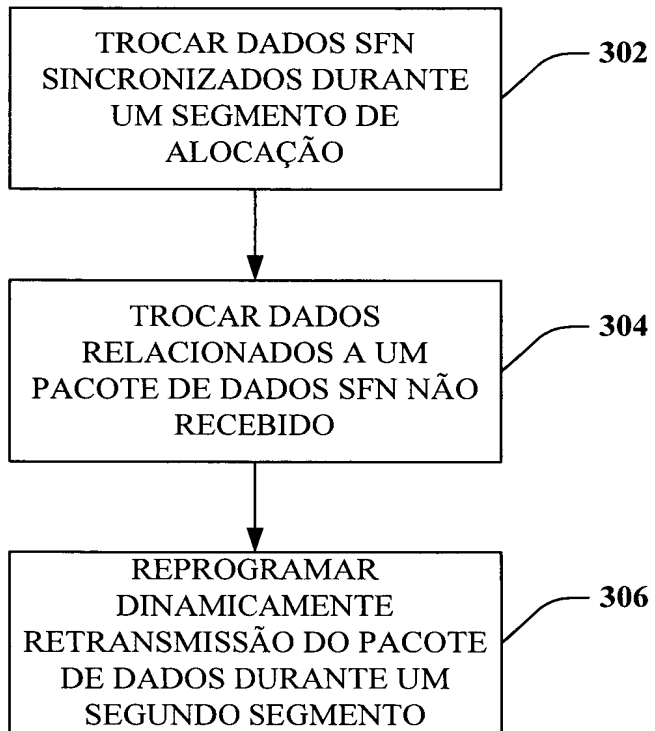 TROCAR DADOS SFN
SINCRONIZADOS DURANTE
UM SEGMENTO DE
ALOCAÇÃO
302
TROCAR DADOS
RELACIONADOS A UM
PACOTE DE DADOS SFN NÃO
RECEBIDO
304
REPROGRAMAR
DINAMICAMENTE
RETRANSMISSÃO DO PACOTE
DE DADOS DURANTE UM
SEGUNDO SEGMENTO
306